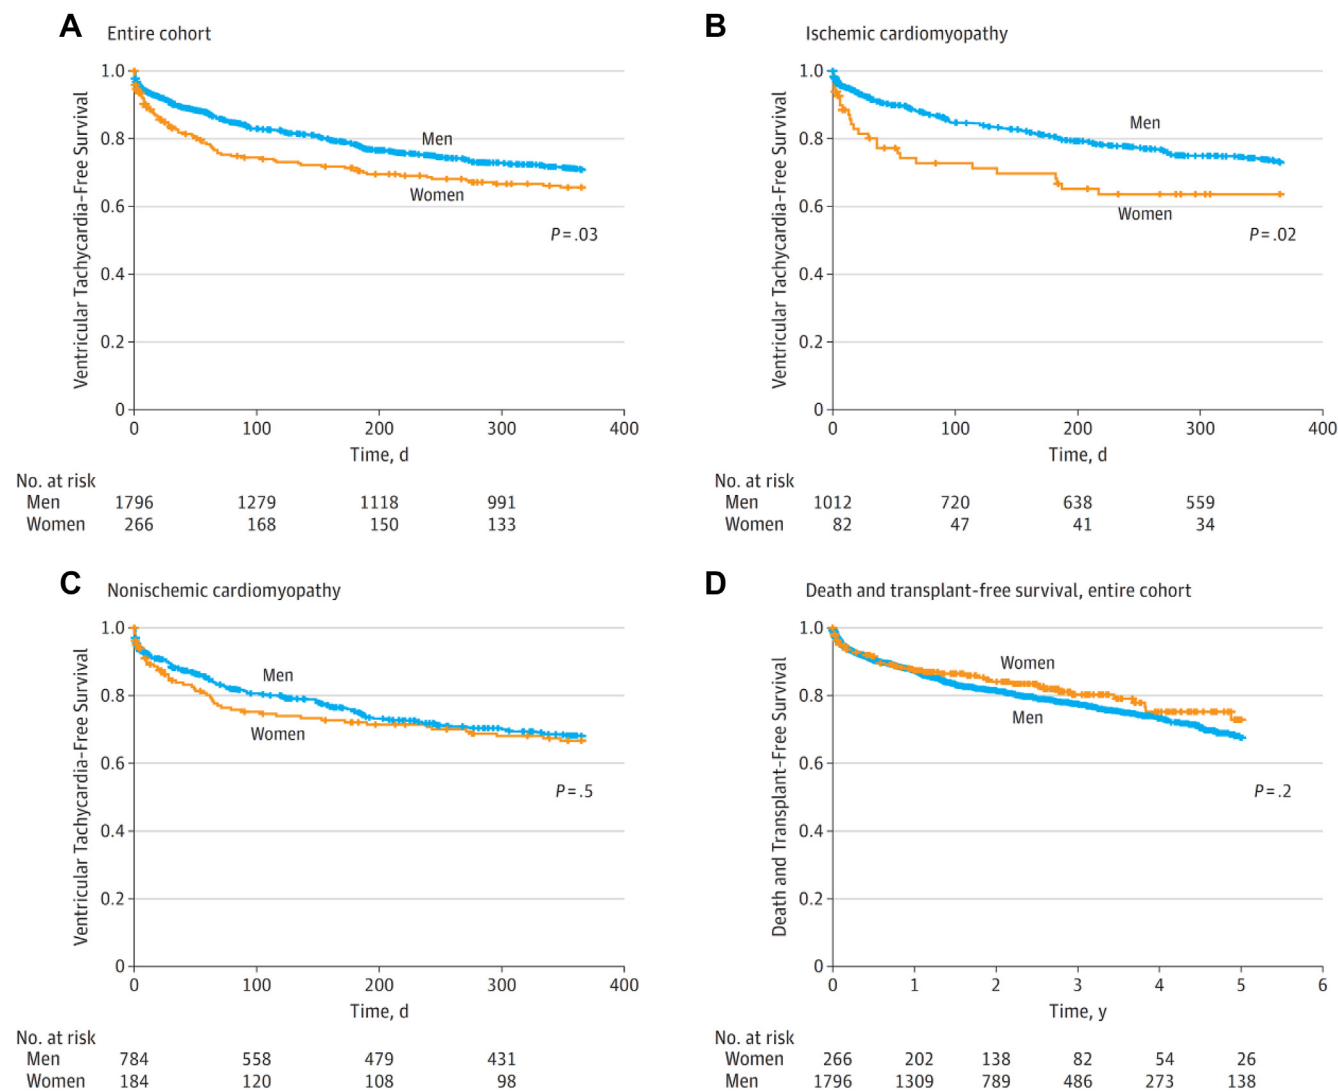 A Entire cohort
Ventricular Tachycardia-Free Survival
1.0
0.8
0.6
0.4
0.2
0
Men
Women
P = .03
0 100 200 300 400
Time, d
No. at risk
Men 1796 1279 1118 991
Women 266 168 150 133
B Ischemic cardiomyopathy
Ventricular Tachycardia-Free Survival
1.0
0.8
0.6
0.4
0.2
0
Men
Women
P = .02
0 100 200 300 400
Time, d
No. at risk
Men 1012 720 638 559
Women 82 47 41 34
C Nonischemic cardiomyopathy
Ventricular Tachycardia-Free Survival
1.0
0.8
0.6
0.4
0.2
0
Men
Women
P = .5
0 100 200 300 400
Time, d
No. at risk
Men 784 558 479 431
Women 184 120 108 98
D Death and transplant-free survival, entire cohort
Death and Transplant-Free Survival
1.0
0.8
0.6
0.4
0.2
0
Women
Men
P = .2
0 1 2 3 4 5 6
Time, y
No. at risk
Women 266 202 138 82 54 26
Men 1796 1309 789 486 273 138